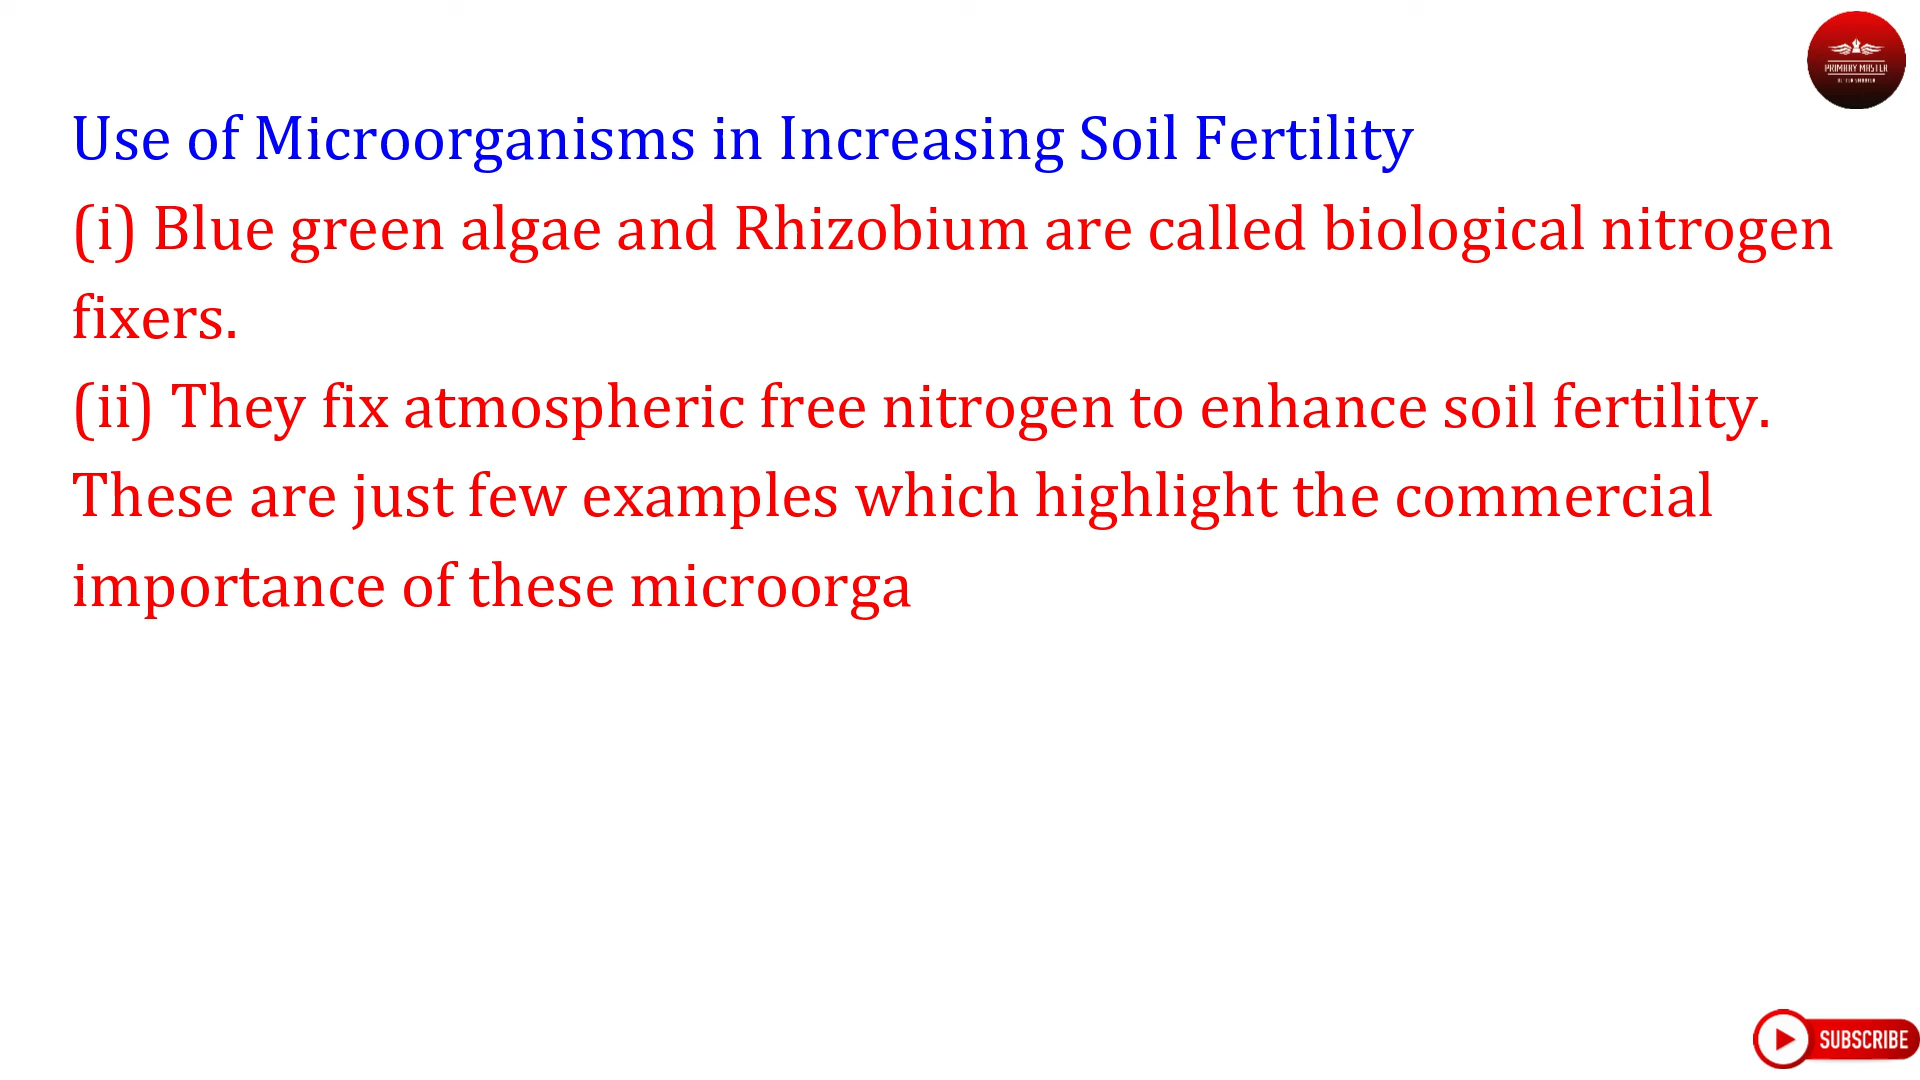 PRIMARY MASTER
Use of Microorganisms in Increasing Soil Fertility
(i) Blue green algae and Rhizobium are called biological nitrogen
fixers.
(ii) They fix atmospheric free nitrogen to enhance soil fertility.
These are just few examples which highlight the commercial
importance of these microorga
SUBSCRIBE